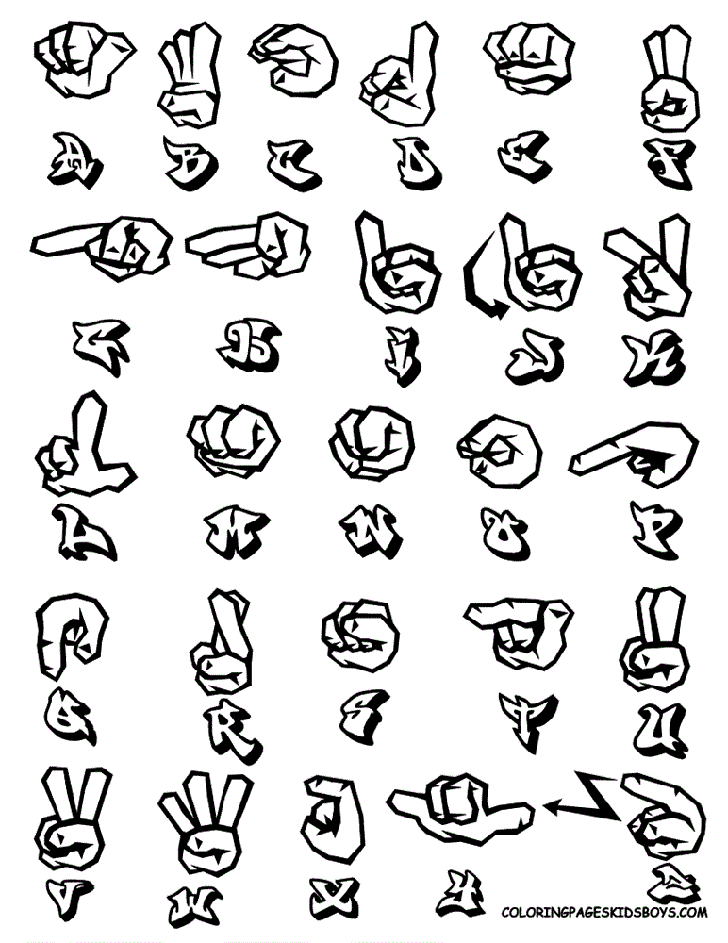 A B C D E F
G H I J K
L M N O P
Q R S T U
V W X Y Z
COLORINGPAGESKIDSBOYS.COM